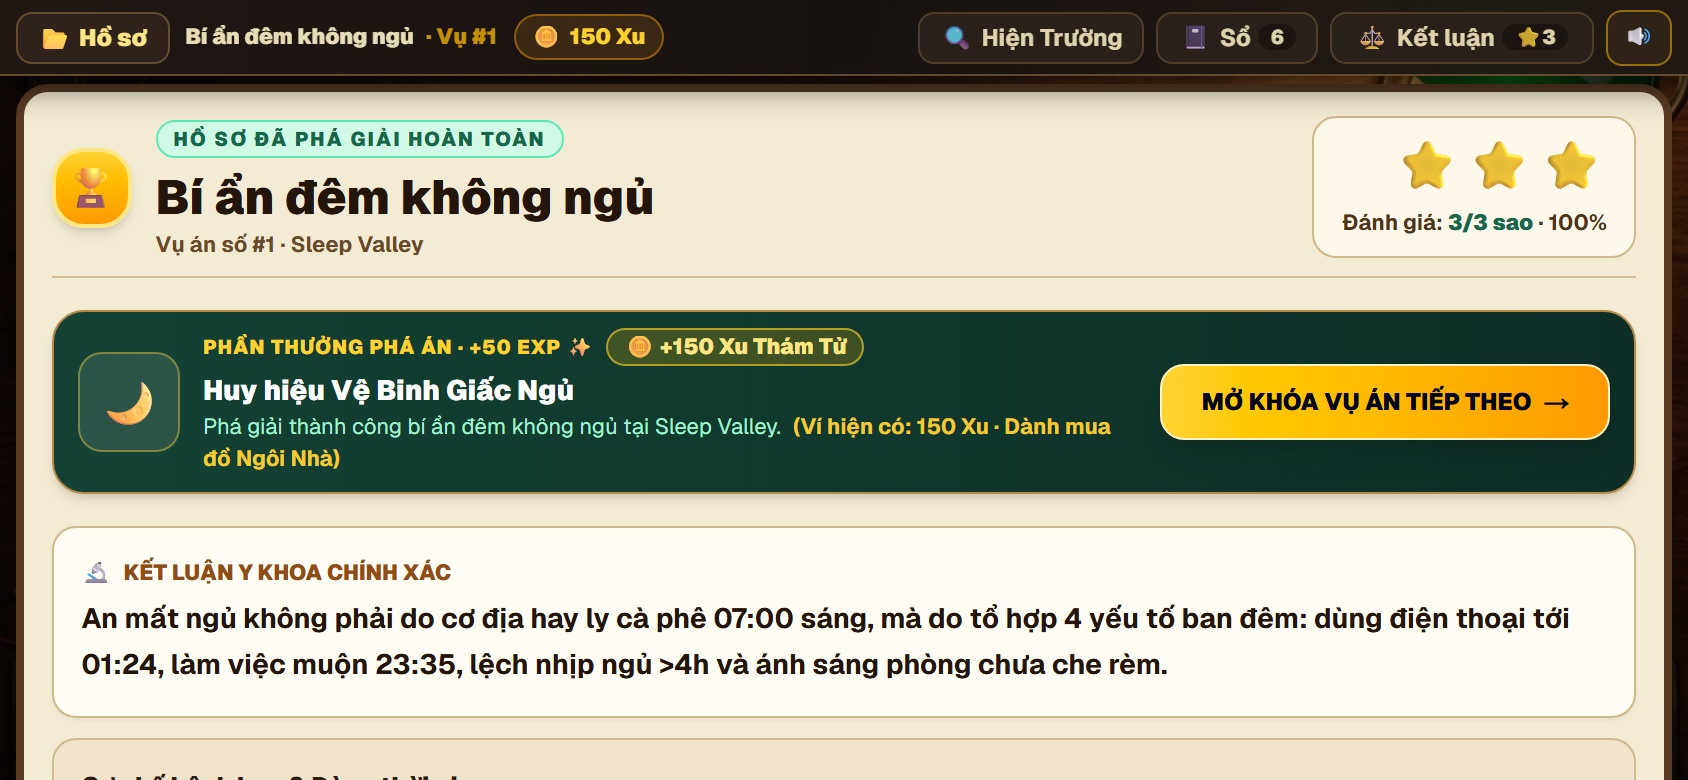 Hồ sơ
Bí ẩn đêm không ngủ · Vụ #1
150 Xu
Hiện Trường
Sổ 6
Kết luận 3
HỒ SƠ ĐÃ PHÁ GIẢI HOÀN TOÀN
Bí ẩn đêm không ngủ
Vụ án số #1 · Sleep Valley
Đánh giá: 3/3 sao · 100%
PHẦN THƯỞNG PHÁ ÁN · +50 EXP
+150 Xu Thám Tử
Huy hiệu Vệ Binh Giấc Ngủ
Phá giải thành công bí ẩn đêm không ngủ tại Sleep Valley. (Ví hiện có: 150 Xu · Dành mua
đồ Ngôi Nhà)
MỞ KHÓA VỤ ÁN TIẾP THEO →
KẾT LUẬN Y KHOA CHÍNH XÁC
An mất ngủ không phải do cơ địa hay ly cà phê 07:00 sáng, mà do tổ hợp 4 yếu tố ban đêm: dùng điện thoại tới
01:24, làm việc muộn 23:35, lệch nhịp ngủ >4h và ánh sáng phòng chưa che rèm.